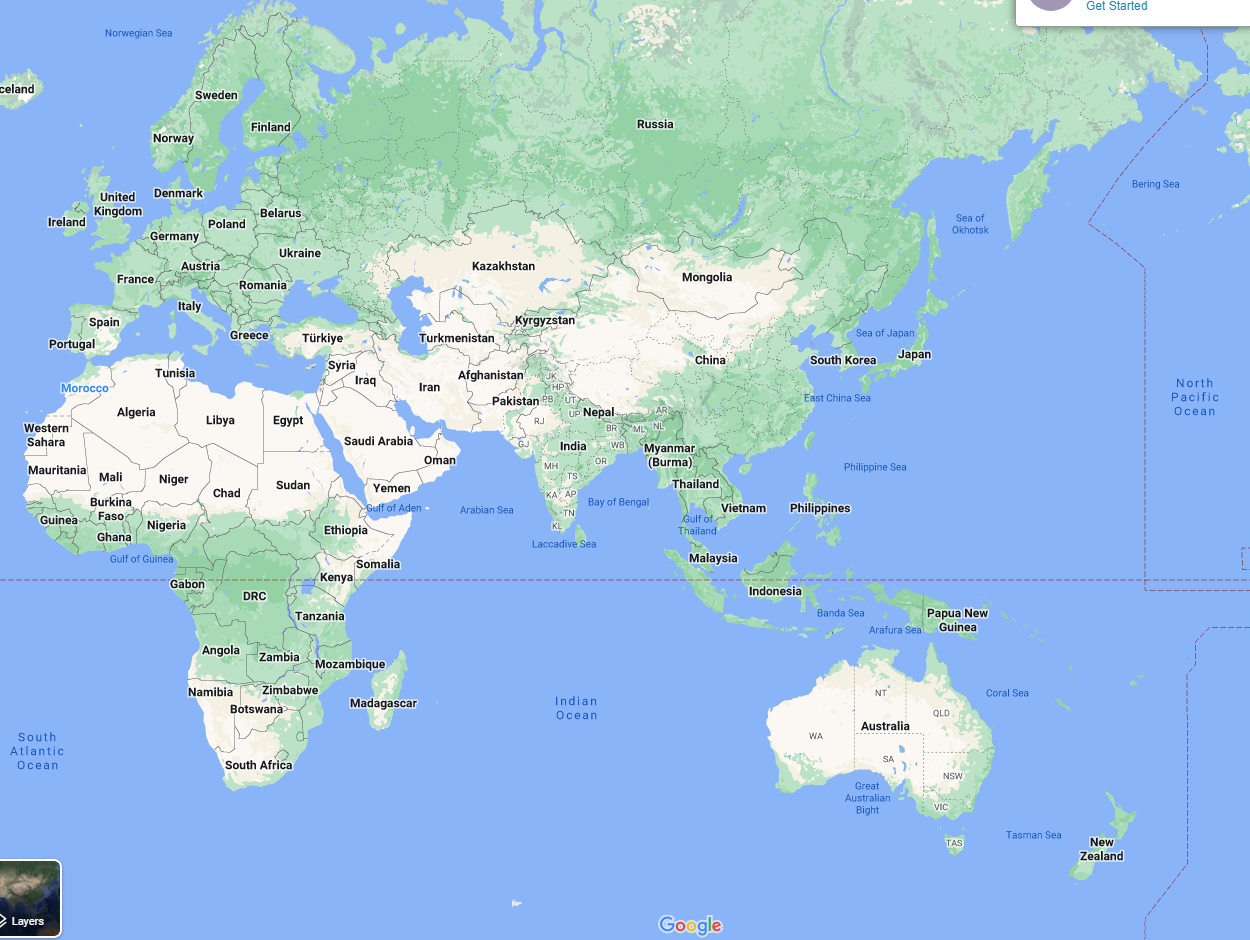 Get Started
Norwegian Sea
celand
Sweden
Finland
Norway
Russia
Denmark
United
Kingdom
Ireland
Belarus
Poland
Germany
Bering Sea
Sea of
Okhotsk
Ukraine
Austria
France
Romania
Kazakhstan
Mongolia
Italy
Spain
Greece
Portugal
Türkiye
Kyrgyzstan
Turkmenistan
Sea of Japan
China
South Korea
Japan
Tunisia
Syria
Iraq
Afghanistan
Iran
JK
HP
Morocco
Pakistan
PB
UT
East China Sea
North
Pacific
Ocean
Algeria
Libya
Egypt
UP
Nepal
AR
RJ
BR
ML
NL
Western
Sahara
Saudi Arabia
GJ
India
WB
Myanmar
(Burma)
Oman
MH
OR
Philippine Sea
Mauritania
Mali
Niger
Chad
Sudan
Yemen
TS
Thailand
KA
AP
Burkina
Faso
Gulf of Aden
Arabian Sea
Bay of Bengal
TN
Vietnam
Philippines
Guinea
Nigeria
Ghana
Ethiopia
KL
Gulf of
Thailand
Laccadive Sea
Gulf of Guinea
Somalia
Malaysia
Gabon
Kenya
DRC
Indonesia
Tanzania
Banda Sea
Papua New
Guinea
Arafura Sea
Angola
Zambia
Mozambique
Namibia
Zimbabwe
Botswana
Madagascar
Indian
Ocean
NT
Coral Sea
QLD
Australia
WA
South
Atlantic
Ocean
South Africa
SA
NSW
Great
Australian
Bight
VIC
Tasman Sea
TAS
New
Zealand
Layers
Google